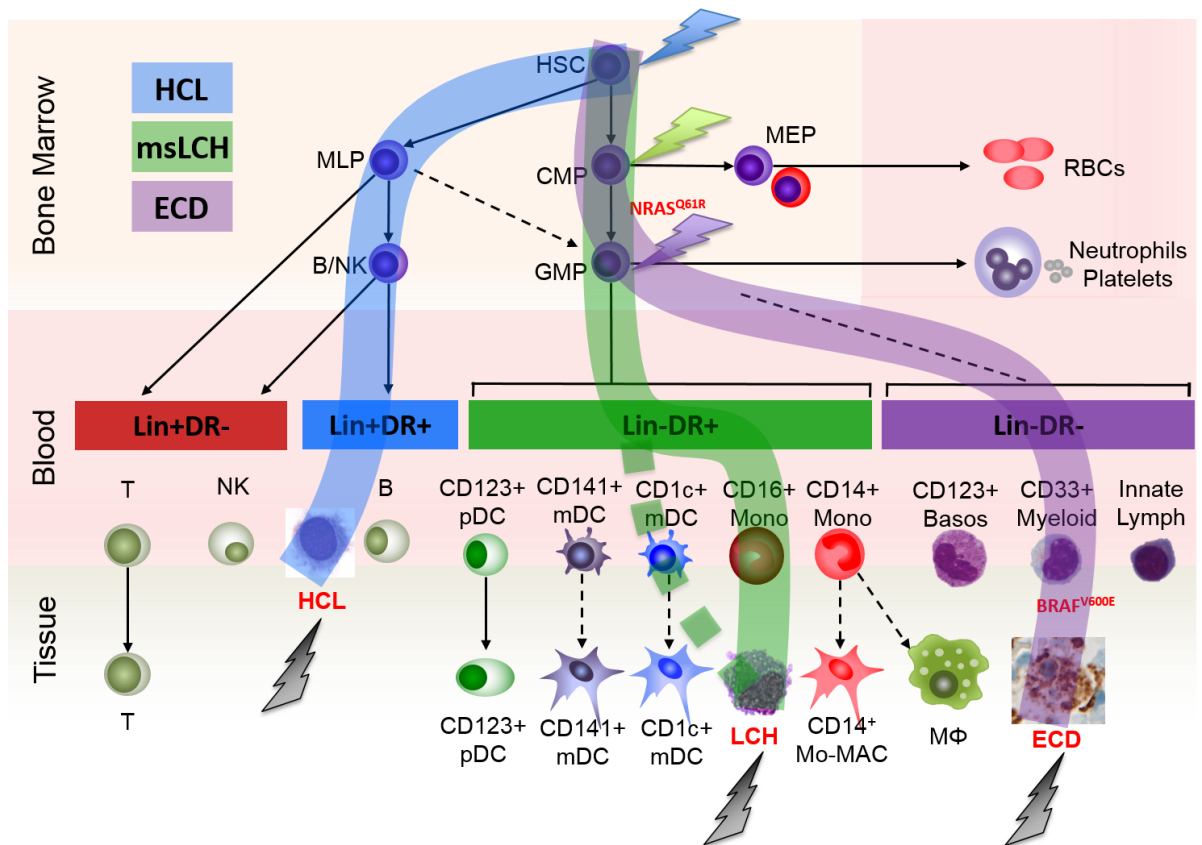 Bone Marrow
HCL
msLCH
ECD
HSC
MLP
CMP
MEP
RBCs
NRASQ61R
B/NK
GMP
Neutrophils
Platelets
Blood
Lin+DR-
Lin+DR+
Lin-DR+
Lin-DR-
T
NK
B
CD123+
pDC
CD141+
mDC
CD1c+
mDC
CD16+
Mono
CD14+
Mono
CD123+
Basos
CD33+
Myeloid
Innate
Lymph
Tissue
HCL
BRAFV600E
T
CD123+
pDC
CD141+
mDC
CD1c+
mDC
LCH
CD14+
Mo-MAC
MΦ
ECD